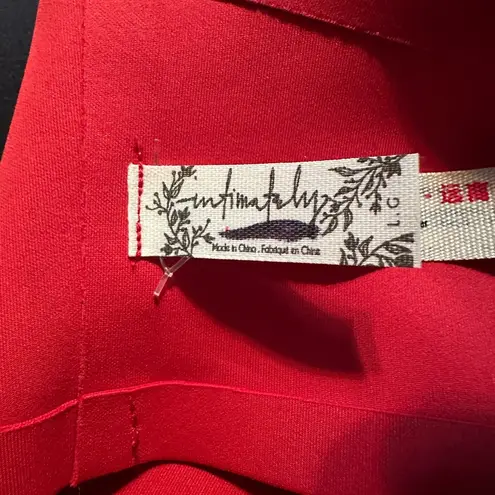 intimately
Made in China . Fabriqué en Chine
L.G